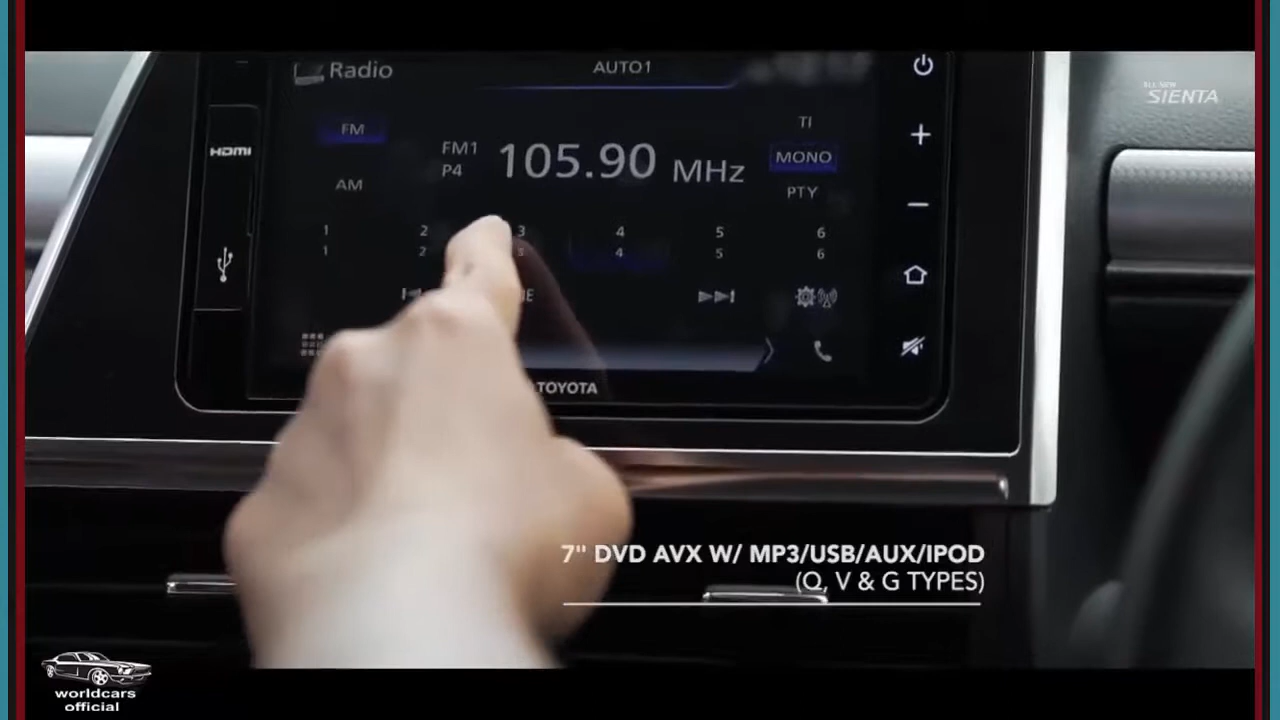 Radio
AUTO1
ALL NEW
SIENTA
FM
TI
HDMI
FM1
105.90 MHz
MONO
P4
AM
PTY
1 2 3 4 5 6
1 2 3 4 5 6
TOYOTA
7" DVD AVX W/ MP3/USB/AUX/IPOD
(Q, V & G TYPES)
worldcars
official